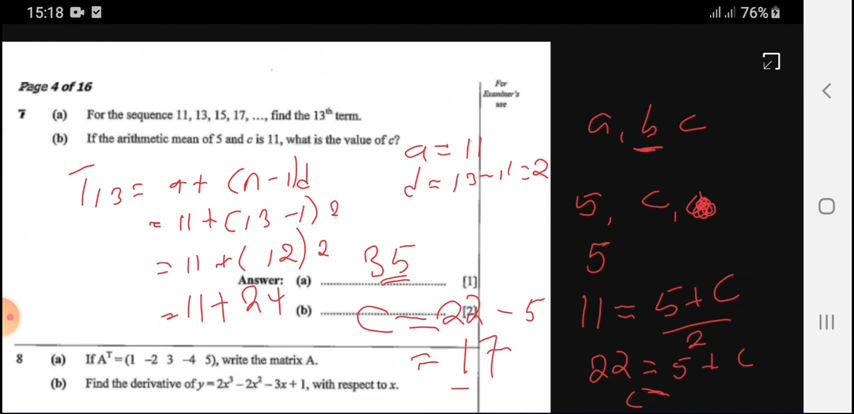 15:18
76%
Page 4 of 16
For
Examiner's
use
7 (a) For the sequence 11, 13, 15, 17, ..., find the 13th term.
(b) If the arithmetic mean of 5 and c is 11, what is the value of c?
a = 11
d = 13 - 11 = 2
T13 = a + (n-1)d
= 11 + (13 - 1) 2
= 11 + (12) 2
= 11 + 24
Answer: (a) 35 [1]
(b) c = 22 - 5 [2]
= 17
8 (a) If Aᵀ = (1 -2 3 -4 5), write the matrix A.
(b) Find the derivative of y = 2x³ - 2x² - 3x + 1, with respect to x.
a, b c
5, c,
5
11 = 5 + c
2
22 = 5 + c
c =